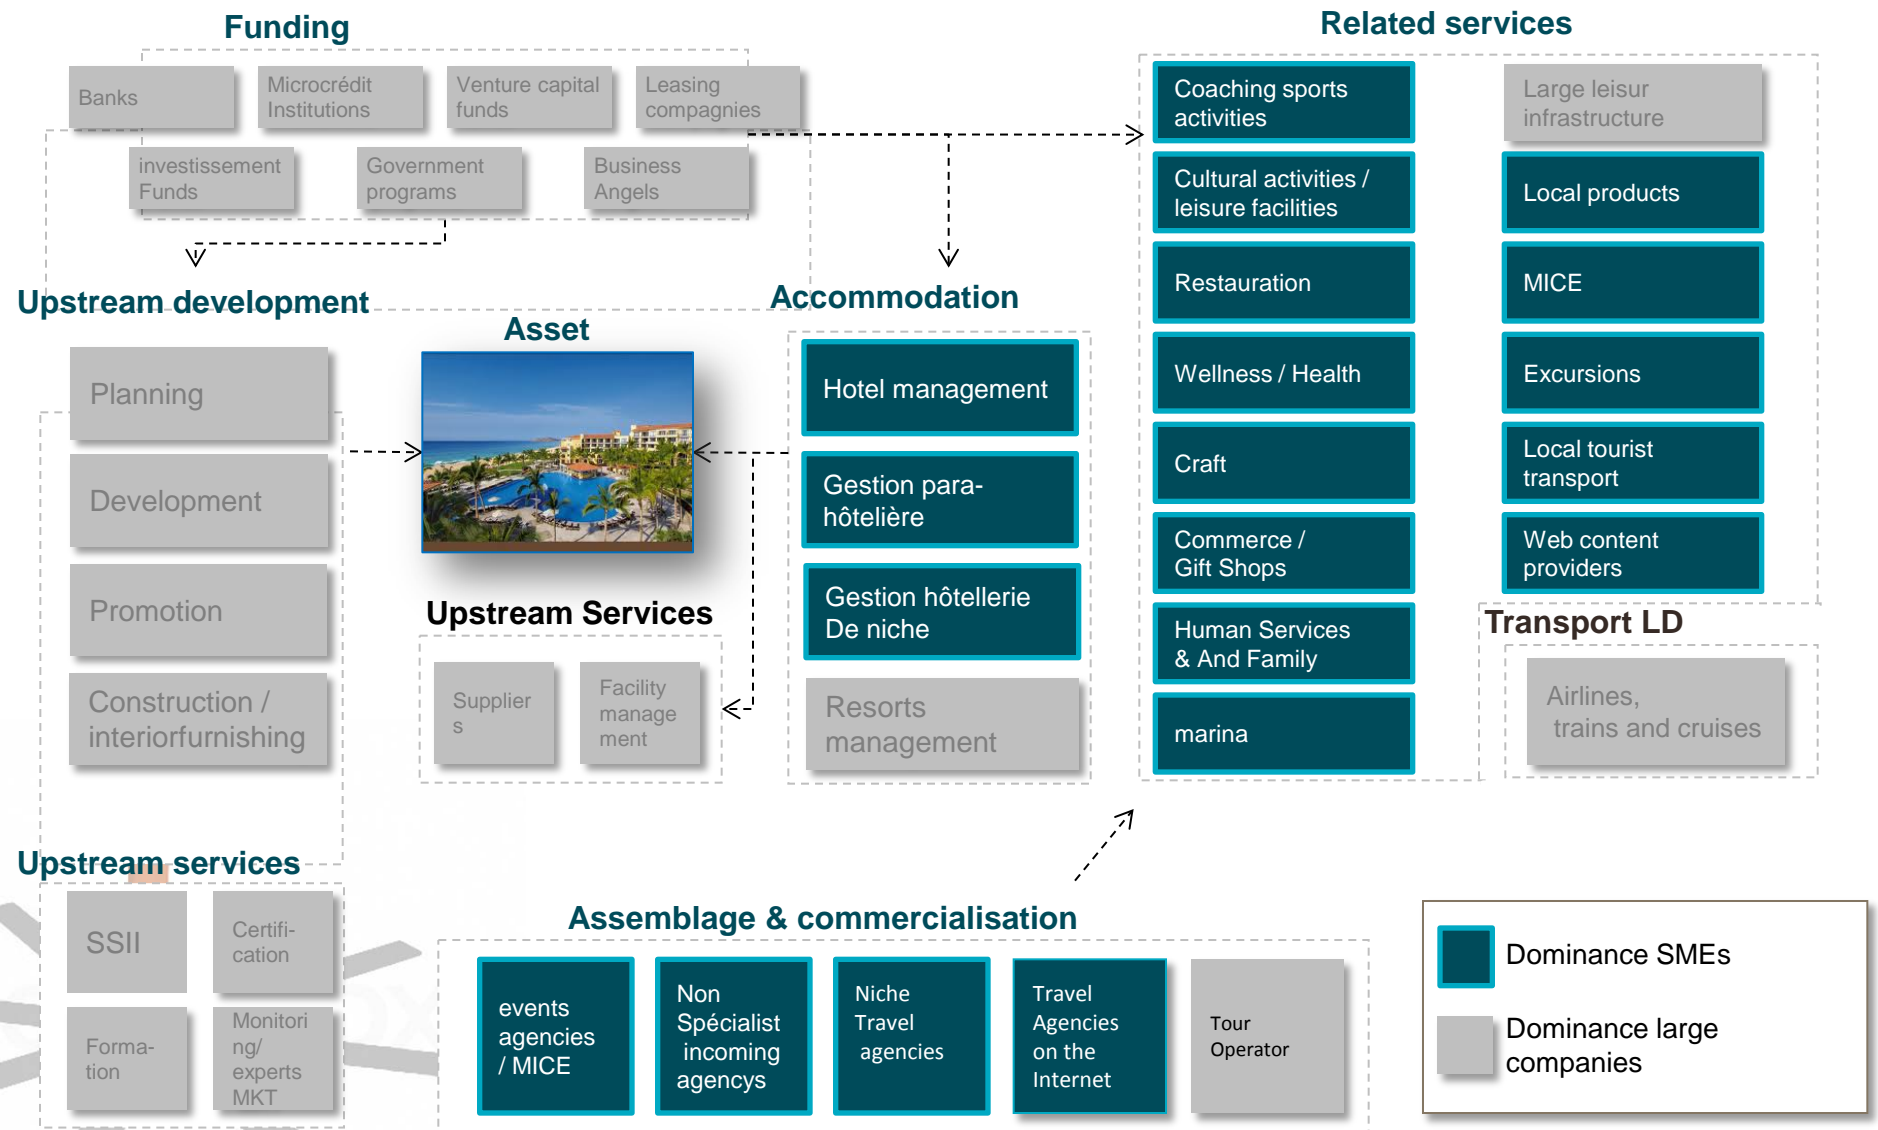 Funding
Banks
Microcrédit
Institutions
Venture capital
funds
Leasing
compagnies
investissement
Funds
Government
programs
Business
Angels
Related services
Coaching sports
activities
Large leisur
infrastructure
Cultural activities /
leisure facilities
Local products
Restauration
MICE
Wellness / Health
Excursions
Craft
Local tourist
transport
Commerce /
Gift Shops
Web content
providers
Human Services
& And Family
marina
Transport LD
Airlines,
trains and cruises
Upstream development
Planning
Development
Promotion
Construction /
interiorfurnishing
Asset
Accommodation
Hotel management
Gestion para-
hôtelière
Gestion hôtellerie
De niche
Resorts
management
Upstream Services
Supplier
s
Facility
manage
ment
Upstream services
SSII
Certifi-
cation
Forma-
tion
Monitori
ng/
experts
MKT
Assemblage & commercialisation
events
agencies
/ MICE
Non
Spécialist
incoming
agencys
Niche
Travel
agencies
Travel
Agencies
on the
Internet
Tour
Operator
Dominance SMEs
Dominance large
companies